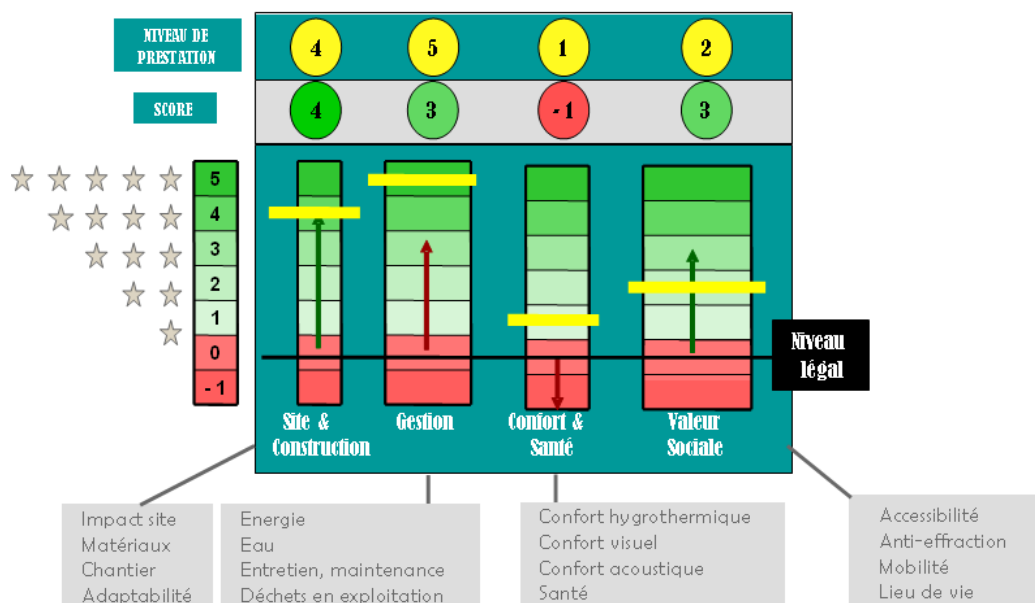 NIVEAU DE
PRESTATION
4
5
1
2
SCORE
4
3
- 1
3
5
4
3
2
1
0
- 1
Niveau
légal
Site &
Construction
Gestion
Confort &
Santé
Valeur
Sociale
Impact site
Matériaux
Chantier
Adaptabilité
Energie
Eau
Entretien, maintenance
Déchets en exploitation
Confort hygrothermique
Confort visuel
Confort acoustique
Santé
Accessibilité
Anti-effraction
Mobilité
Lieu de vie